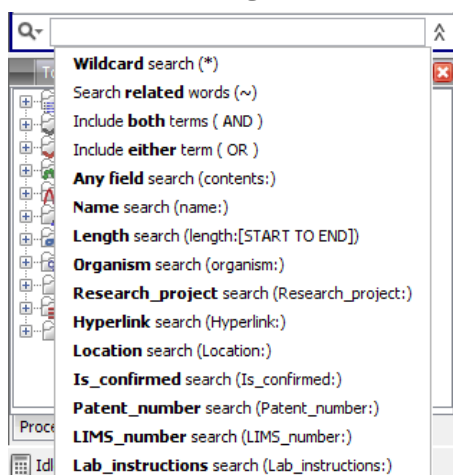 Wildcard search (*)
Search related words (~)
Include both terms ( AND )
Include either term ( OR )
Any field search (contents:)
Name search (name:)
Length search (length:[START TO END])
Organism search (organism:)
Research_project search (Research_project:)
Hyperlink search (Hyperlink:)
Location search (Location:)
Is_confirmed search (Is_confirmed:)
Patent_number search (Patent_number:)
Proce
LIMS_number search (LIMS_number:)
Idl
Lab_instructions search (Lab_instructions:)